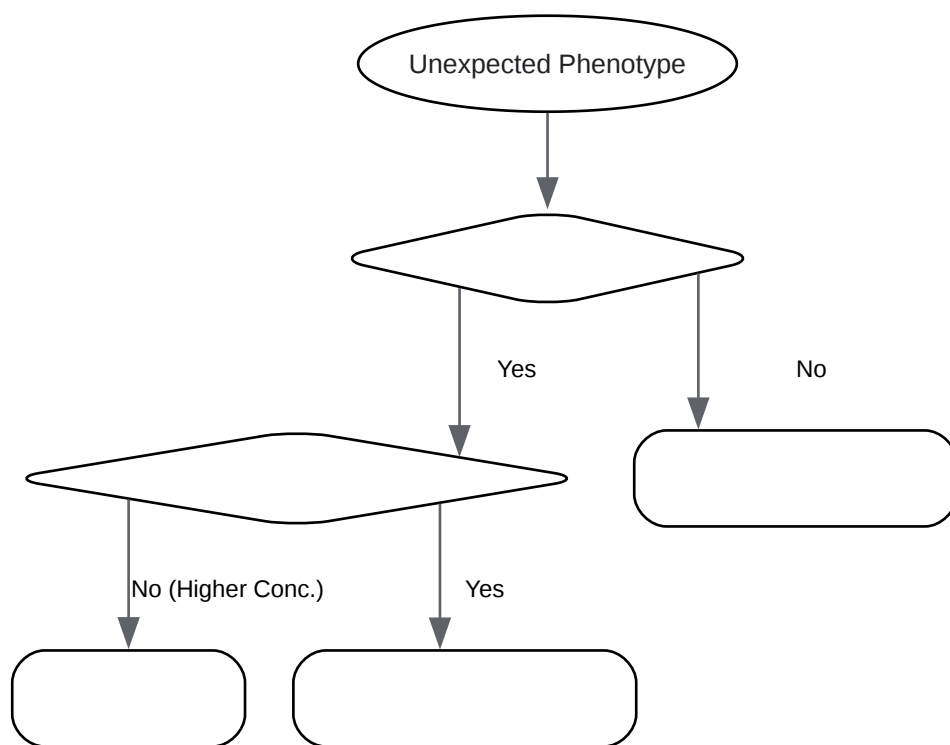 Unexpected Phenotype
Yes
No
No (Higher Conc.)
Yes